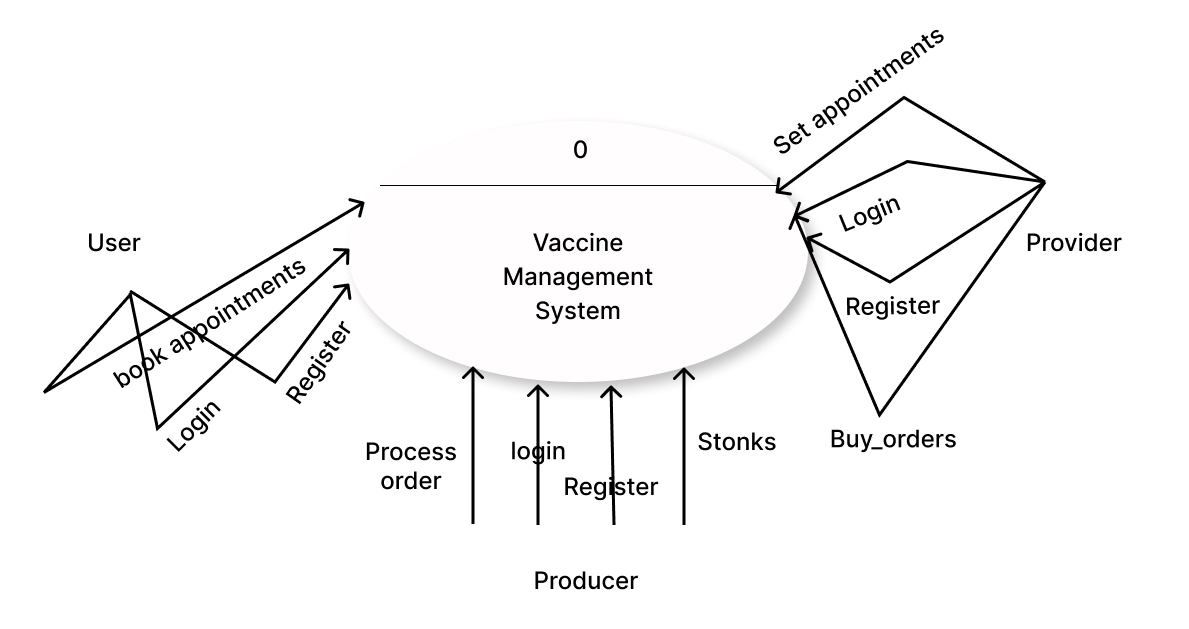 Set appointments
0
User
Vaccine
Management
System
Login
Provider
book appointments
Register
Register
Login
Process
order
login
Register
Stonks
Buy_orders
Producer